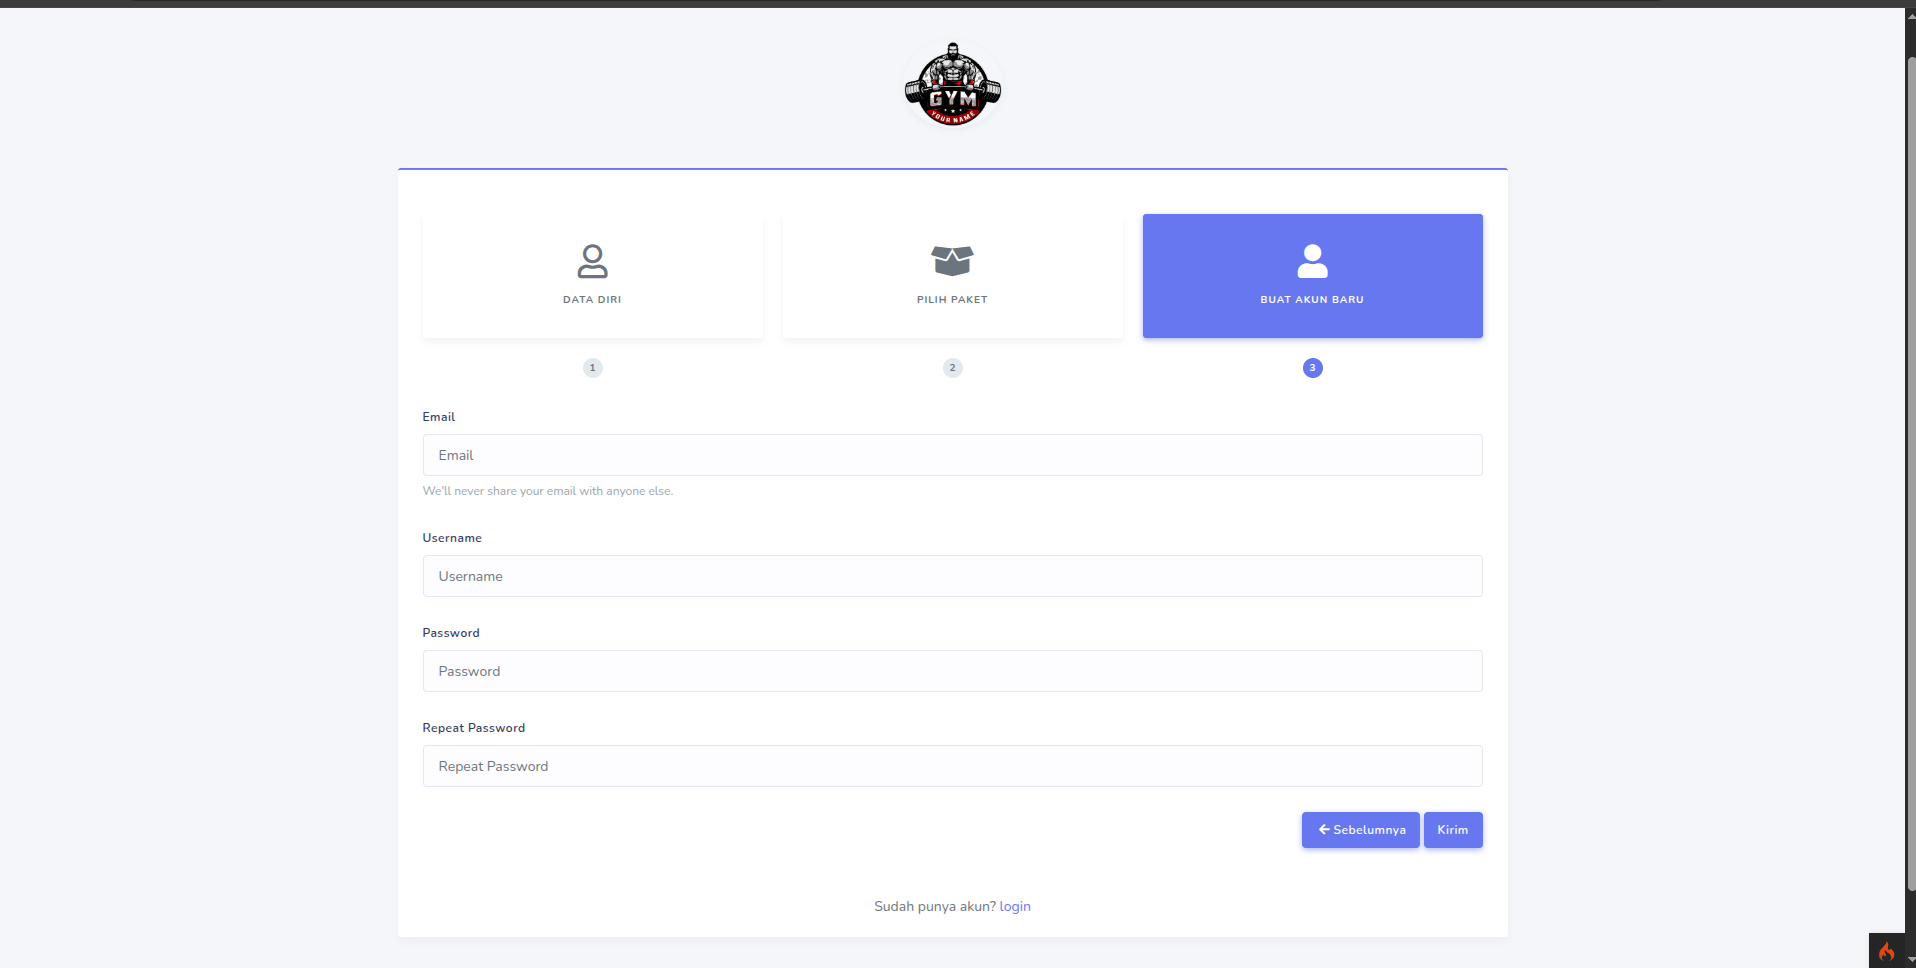 GYM
YOUR NAME
DATA DIRI
PILIH PAKET
BUAT AKUN BARU
1
2
3
Email
Email
We'll never share your email with anyone else.
Username
Username
Password
Password
Repeat Password
Repeat Password
Sebelumnya
Kirim
Sudah punya akun? login